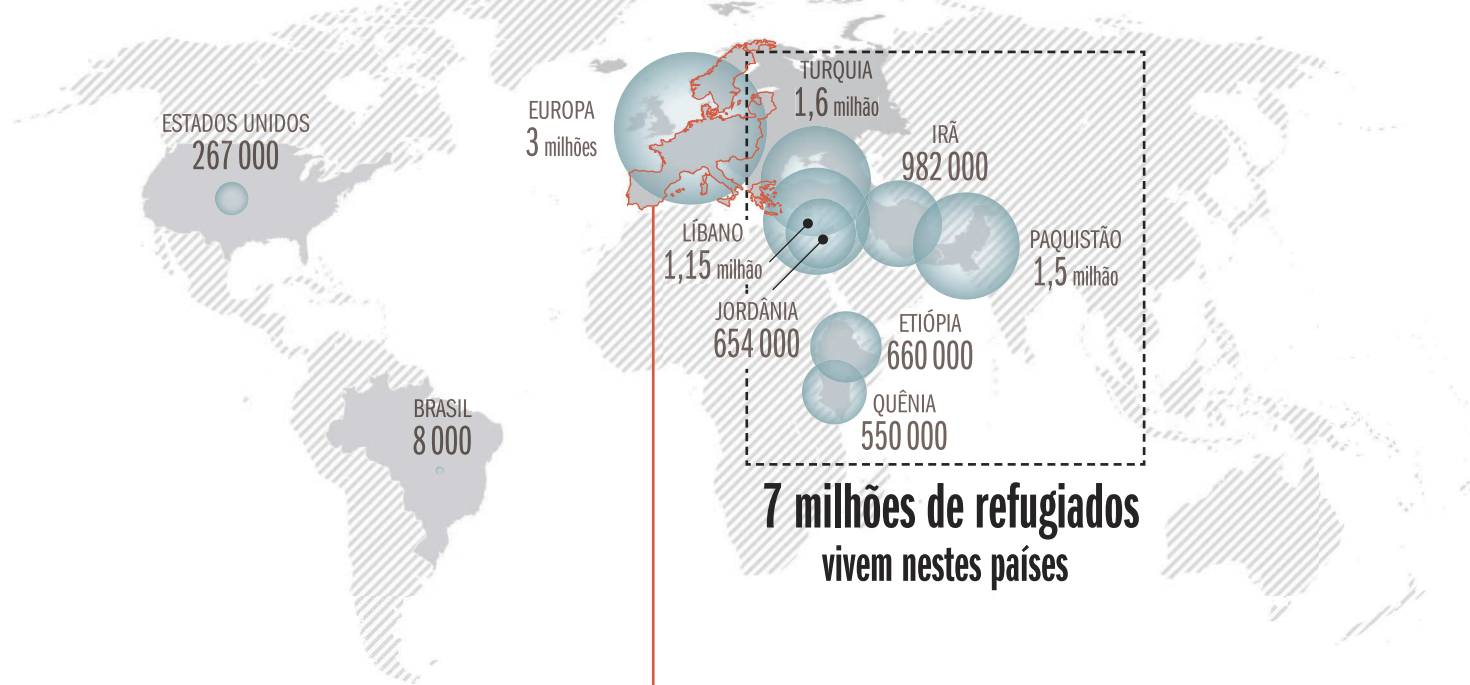 ESTADOS UNIDOS
267 000
EUROPA
3 milhões
TURQUIA
1,6 milhão
IRÃ
982 000
LÍBANO
1,15 milhão
PAQUISTÃO
1,5 milhão
JORDÂNIA
654 000
ETIÓPIA
660 000
QUÊNIA
550 000
BRASIL
8 000
7 milhões de refugiados
vivem nestes países